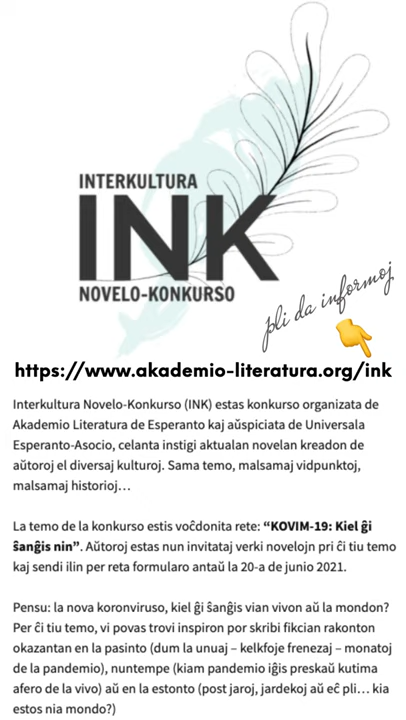 INTERKULTURA
INK
NOVELO-KONKURSO
pli da informoj
https://www.akademio-literatura.org/ink
Interkultura Novelo-Konkurso (INK) estas konkurso organizata de
Akademio Literatura de Esperanto kaj aŭspiciata de Universala
Esperanto-Asocio, celanta instigi aktualan novelan kreadon de
aŭtoroj el diversaj kulturoj. Sama temo, malsamaj vidpunktoj,
malsamaj historioj…
La temo de la konkurso estis voĉdonita rete: “KOVIM-19: Kiel ĝi
ŝanĝis nin”. Aŭtoroj estas nun invitataj verki novelojn pri ĉi tiu temo
kaj sendi ilin per reta formularo antaŭ la 20-a de junio 2021.
Pensu: la nova koronviruso, kiel ĝi ŝanĝis vian vivon aŭ la mondon?
Per ĉi tiu temo, vi povas trovi inspiron por skribi fikcian rakonton
okazantan en la pasinto (dum la unuaj – kelkfoje frenezaj – monatoj
de la pandemio), nuntempe (kiam pandemio iĝis preskaŭ kutima
afero de la vivo) aŭ en la estonto (post jaroj, jardekoj aŭ eĉ pli… kia
estos nia mondo?)